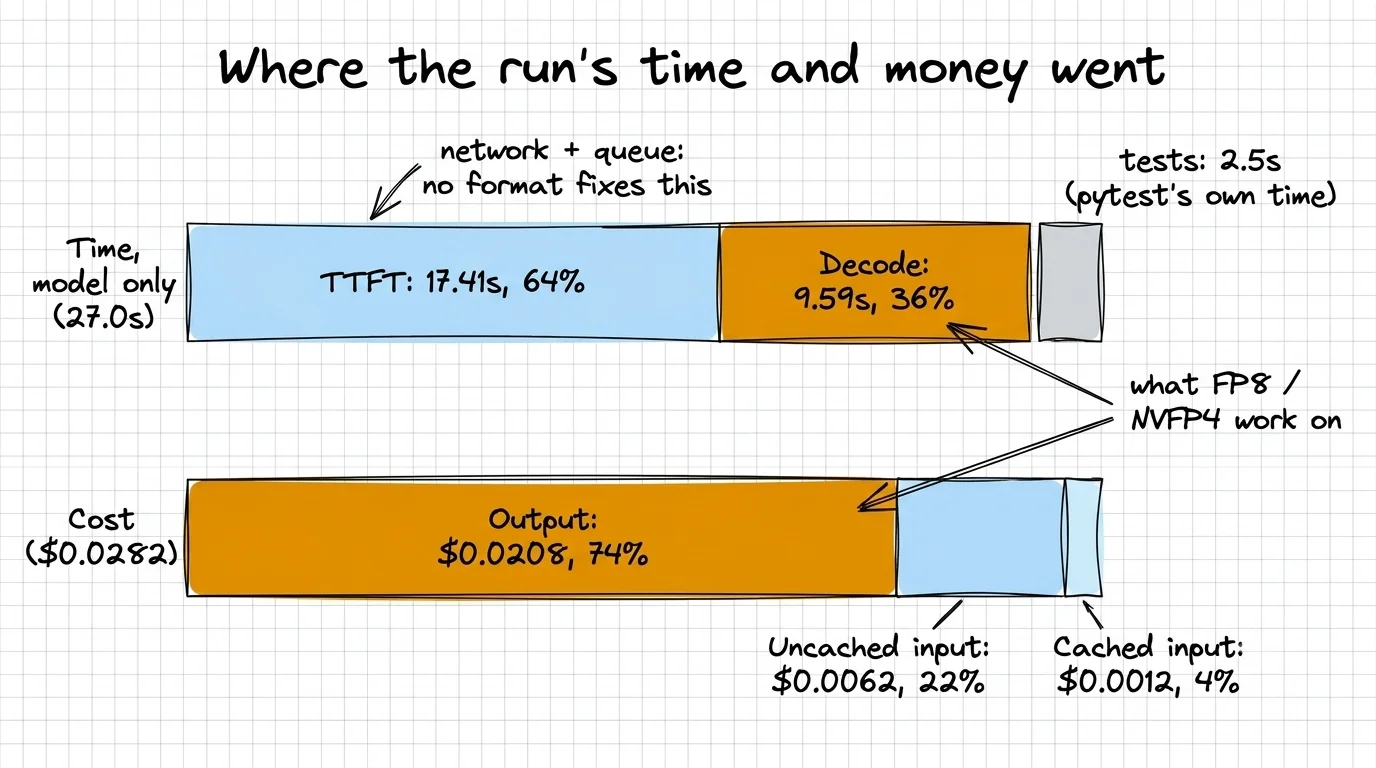 Where the run's time and money went
network + queue:
no format fixes this
tests: 2.5s
(pytest's own time)
Time,
model only
(27.0s)
TTFT: 17.41s, 64%
Decode:
9.59s, 36%
what FP8 /
NVFP4 work on
Cost
($0.0282)
Output:
$0.0208, 74%
Uncached input:
$0.0062, 22%
Cached input:
$0.0012, 4%